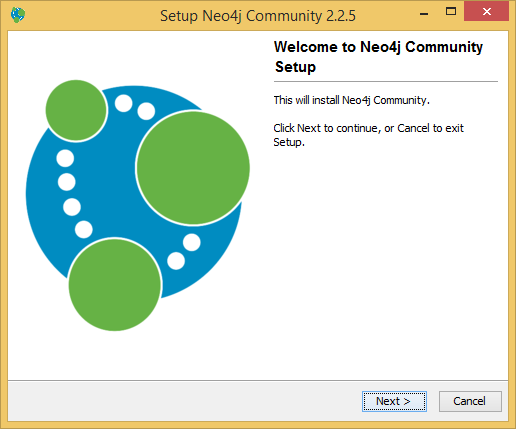 Setup Neo4j Community 2.2.5
Welcome to Neo4j Community
Setup
This will install Neo4j Community.
Click Next to continue, or Cancel to exit
Setup.
Next >
Cancel